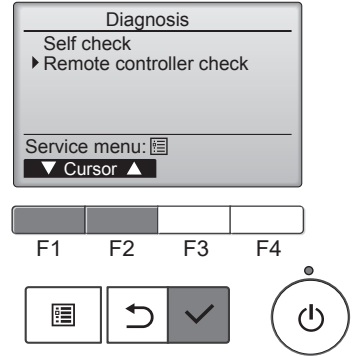 Diagnosis
Self check
Remote controller check
Service menu:
▼ Cursor ▲
F1 F2 F3 F4